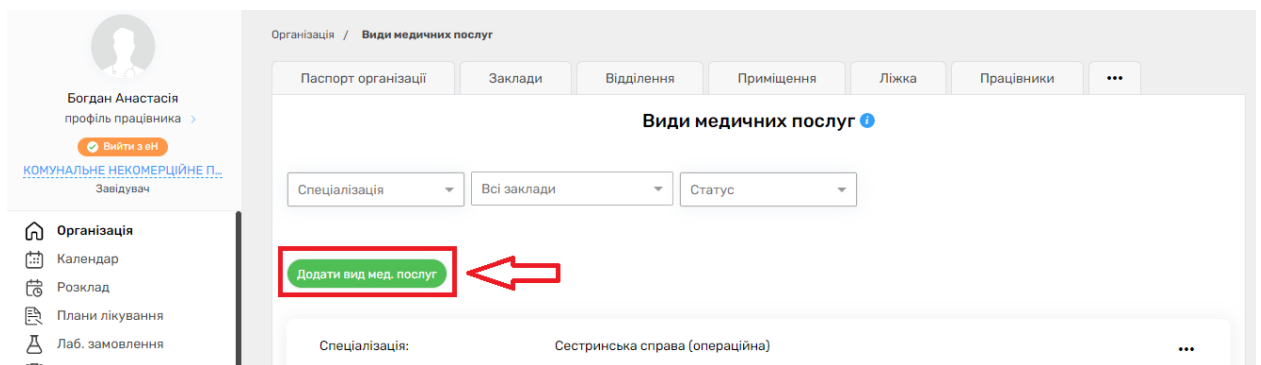 Організація / Види медичних послуг
Паспорт організації Заклади Відділення Приміщення Ліжка Працівники •••
Богдан Анастасія
профіль працівника >
Вийти з еН
КОМУНАЛЬНЕ НЕКОМЕРЦІЙНЕ П...
Завідувач
Види медичних послуг
Спеціалізація Всі заклади Статус
Організація
Календар
Додати вид мед. послуг
Розклад
Плани лікування
Лаб. замовлення
Спеціалізація: Сестринська справа (операційна) •••